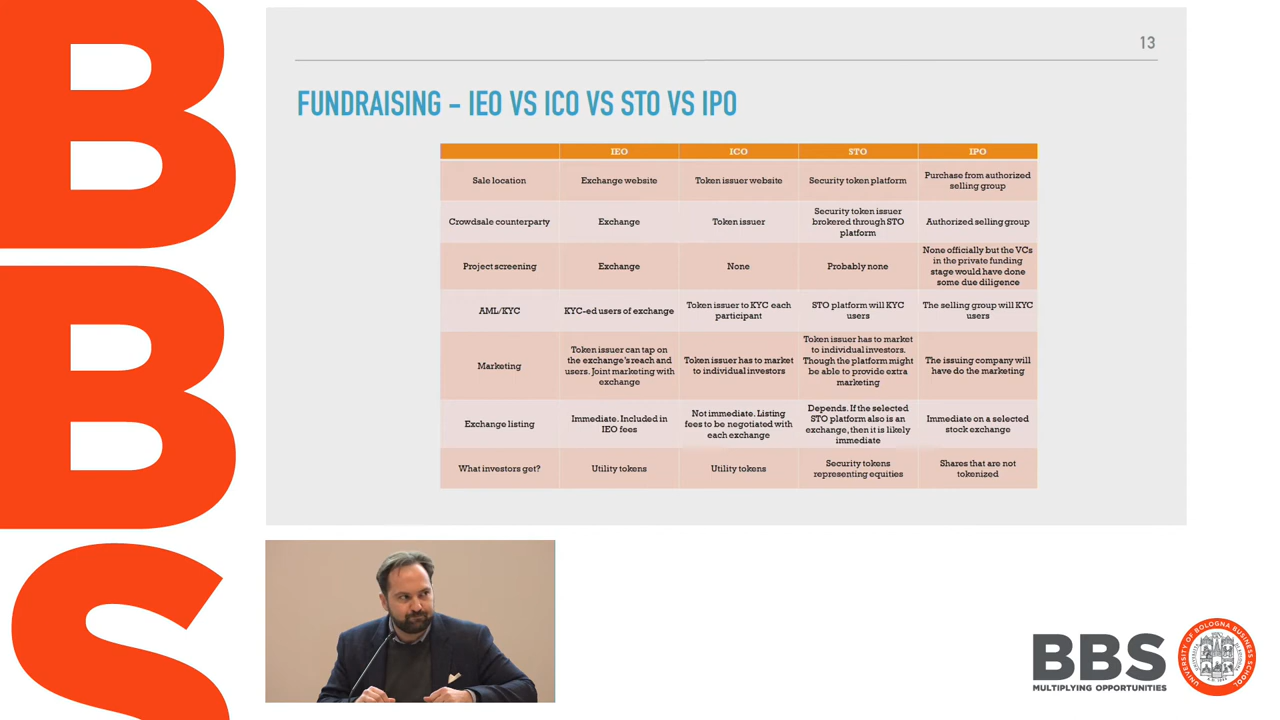 BBS
13
FUNDRAISING – IEO VS ICO VS STO VS IPO
IEO
ICO
STO
IPO
Sale location
Exchange website
Token issuer website
Security token platform
Purchase from authorized
selling group
Crowdsale counterparty
Exchange
Token issuer
Security token issuer
brokered through STO
platform
Authorized selling group
Project screening
Exchange
None
Probably none
None officially but the VCs
in the private funding
stage would have done
some due diligence
AML/KYC
KYC-ed users of exchange
Token issuer to KYC each
participant
STO platform will KYC
users
The selling group will KYC
users
Marketing
Token issuer can tap on
the exchange's reach and
users. Joint marketing with
exchange
Token issuer has to market
to individual investors
Token issuer has to market
to individual investors.
Though the platform might
be able to provide extra
marketing
The issuing company will
have do the marketing
Exchange listing
Immediate. Included in
IEO fees
Not immediate. Listing
fees to be negotiated with
each exchange
Depends. If the selected
STO platform also is an
exchange, then it is likely
immediate
Immediate on a selected
stock exchange
What investors get?
Utility tokens
Utility tokens
Security tokens
representing equities
Shares that are not
tokenized
BBS
MULTIPLYING OPPORTUNITIES
UNIVERSITY OF BOLOGNA BUSINESS SCHOOL